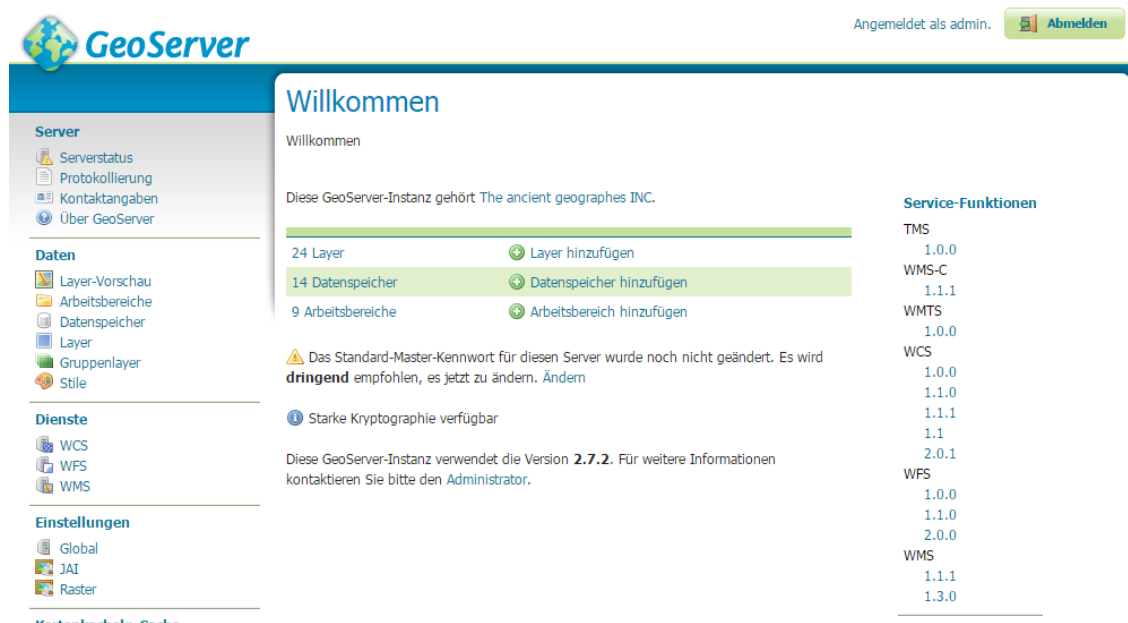 GeoServer
Angemeldet als admin.
Abmelden
Server
Serverstatus
Protokollierung
Kontaktangaben
Über GeoServer
Daten
Layer-Vorschau
Arbeitsbereiche
Datenspeicher
Layer
Gruppenlayer
Stile
Dienste
WCS
WFS
WMS
Einstellungen
Global
JAI
Raster
Willkommen
Willkommen
Diese GeoServer-Instanz gehört The ancient geographes INC.
24 Layer Layer hinzufügen
14 Datenspeicher Datenspeicher hinzufügen
9 Arbeitsbereiche Arbeitsbereich hinzufügen
Das Standard-Master-Kennwort für diesen Server wurde noch nicht geändert. Es wird
dringend empfohlen, es jetzt zu ändern. Ändern
Starke Kryptographie verfügbar
Diese GeoServer-Instanz verwendet die Version 2.7.2. Für weitere Informationen
kontaktieren Sie bitte den Administrator.
Service-Funktionen
TMS
1.0.0
WMS-C
1.1.1
WMTS
1.0.0
WCS
1.0.0
1.1.0
1.1.1
1.1
2.0.1
WFS
1.0.0
1.1.0
2.0.0
WMS
1.1.1
1.3.0